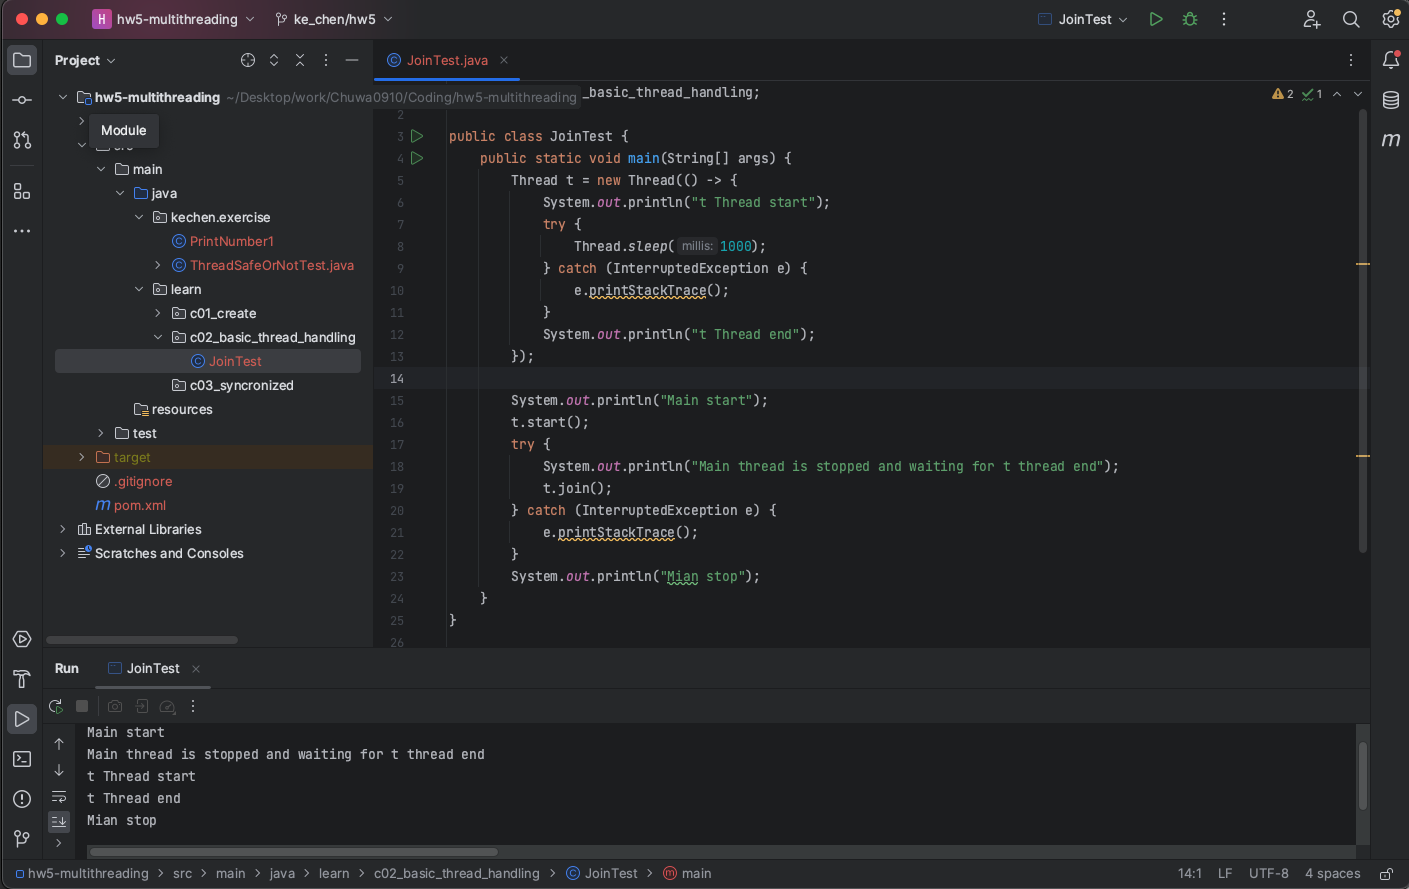 H hw5-multithreading ke_chen/hw5 JoinTest
Project
JoinTest.java
hw5-multithreading ~/Desktop/work/Chuwa0910/Coding/hw5-multithreading
Module
src
main
java
kechen.exercise
PrintNumber1
ThreadSafeOrNotTest.java
learn
c01_create
c02_basic_thread_handling
JoinTest
c03_syncronized
resources
test
target
.gitignore
m pom.xml
External Libraries
Scratches and Consoles
_basic_thread_handling;
2 1
2
3 public class JoinTest {
4 public static void main(String[] args) {
5 Thread t = new Thread(() -> {
6 System.out.println("t Thread start");
7 try {
8 Thread.sleep( millis: 1000);
9 } catch (InterruptedException e) {
10 e.printStackTrace();
11 }
12 System.out.println("t Thread end");
13 });
14
15 System.out.println("Main start");
16 t.start();
17 try {
18 System.out.println("Main thread is stopped and waiting for t thread end");
19 t.join();
20 } catch (InterruptedException e) {
21 e.printStackTrace();
22 }
23 System.out.println("Mian stop");
24 }
25 }
26
m
Run JoinTest
Main start
Main thread is stopped and waiting for t thread end
t Thread start
t Thread end
Mian stop
hw5-multithreading > src > main > java > learn > c02_basic_thread_handling > JoinTest > main 14:1 LF UTF-8 4 spaces